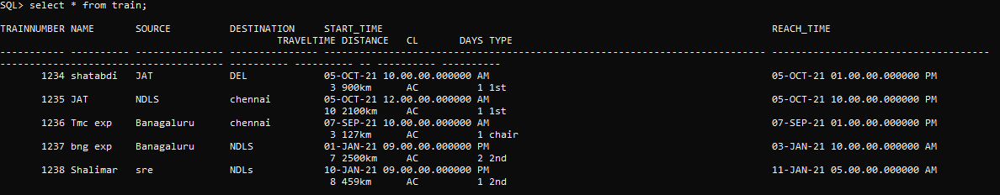 SQL> select * from train;
TRAINNUMBER NAME SOURCE DESTINATION START_TIME REACH_TIME
TRAVELTIME DISTANCE CL DAYS TYPE
----------- ---------- --------------- --------------- --------------------------------------------------------------------------- -------------------------------------
-------------------------------------- ---------- ---------- -- ---------- ----------
1234 shatabdi JAT DEL 05-OCT-21 10.00.00.000000 AM 05-OCT-21 01.00.00.000000 PM
3 900km AC 1 1st
1235 JAT NDLS chennai 05-OCT-21 12.00.00.000000 AM 05-OCT-21 10.00.00.000000 PM
10 2100km AC 1 1st
1236 Tmc exp Banagaluru chennai 07-SEP-21 10.00.00.000000 AM 07-SEP-21 01.00.00.000000 PM
3 127km AC 1 chair
1237 bng exp Banagaluru NDLS 01-JAN-21 09.00.00.000000 PM 03-JAN-21 10.00.00.000000 AM
7 2500km AC 2 2nd
1238 Shalimar sre NDLs 10-JAN-21 09.00.00.000000 PM 11-JAN-21 05.00.00.000000 AM
8 459km AC 1 2nd